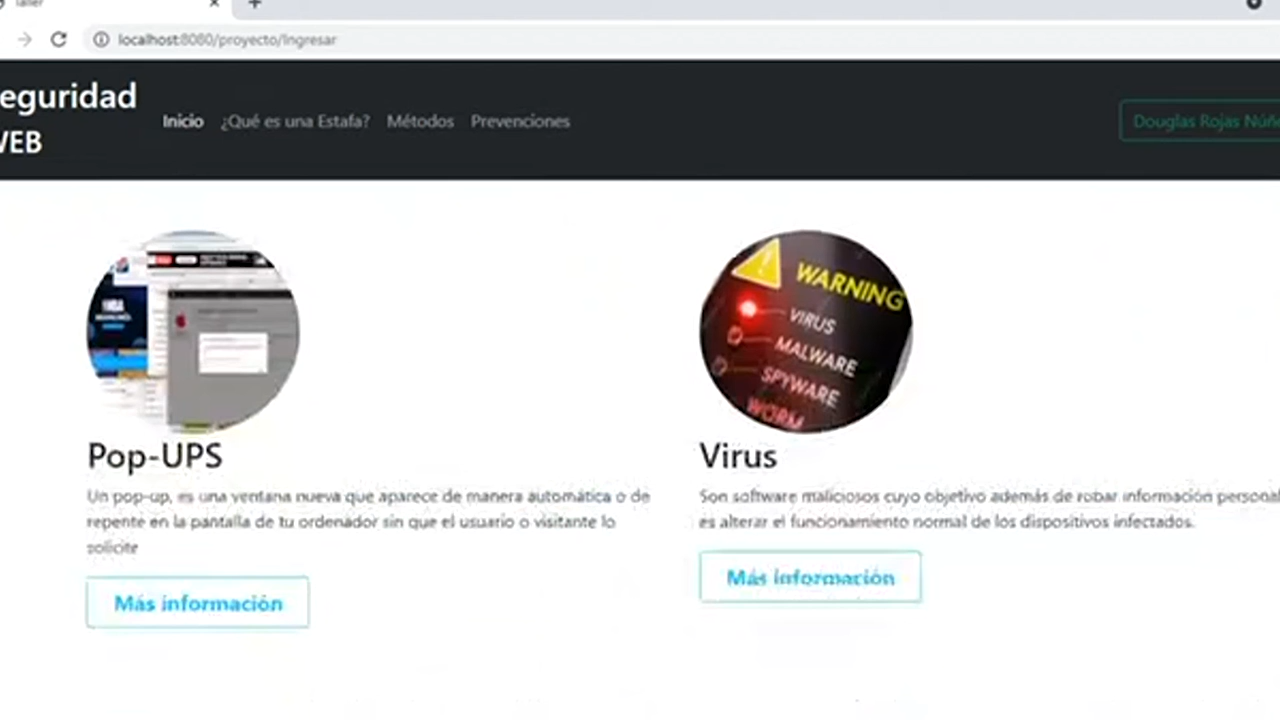 Taller
localhost:8080/proyecto/Ingresar
eguridad
WEB
Inicio
¿Qué es una Estafa?
Métodos
Prevenciones
Douglas Rojas Núñe
WARNING
VIRUS
MALWARE
SPYWARE
WORM
Pop-UPS
Un pop-up, es una ventana nueva que aparece de manera automática o de
repente en la pantalla de tu ordenador sin que el usuario o visitante lo
solicite
Más información
Virus
Son software maliciosos cuyo objetivo además de robar información personal
es alterar el funcionamiento normal de los dispositivos infectados.
Más información